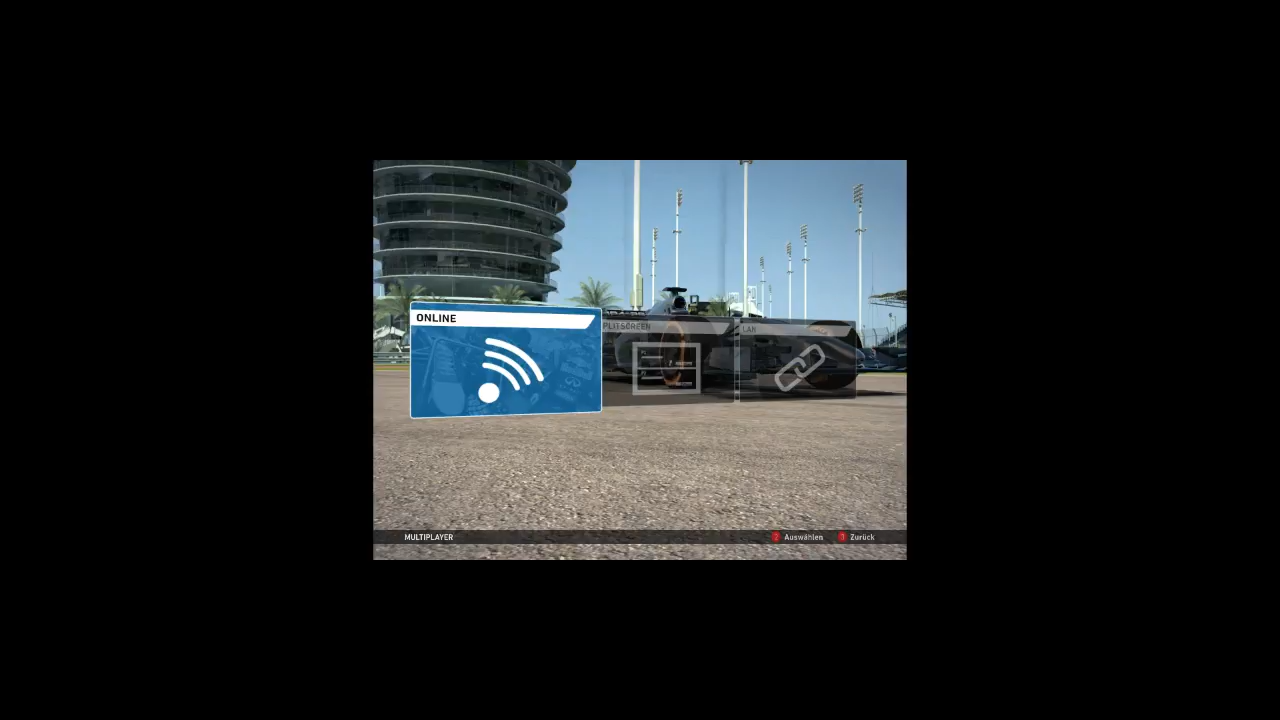 ONLINE
PLITSCREEN
LAN
MULTIPLAYER
Auswählen
Zurück